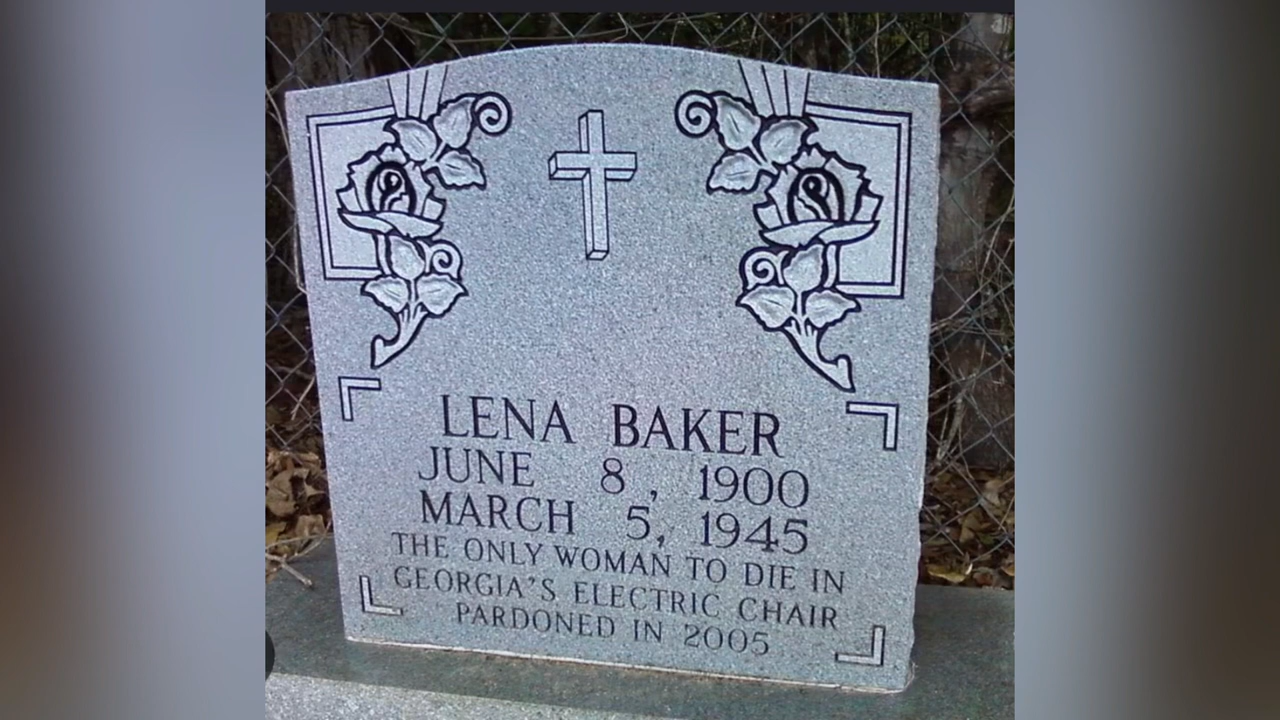 LENA BAKER
JUNE 8, 1900
MARCH 5, 1945
THE ONLY WOMAN TO DIE IN
GEORGIA'S ELECTRIC CHAIR
PARDONED IN 2005